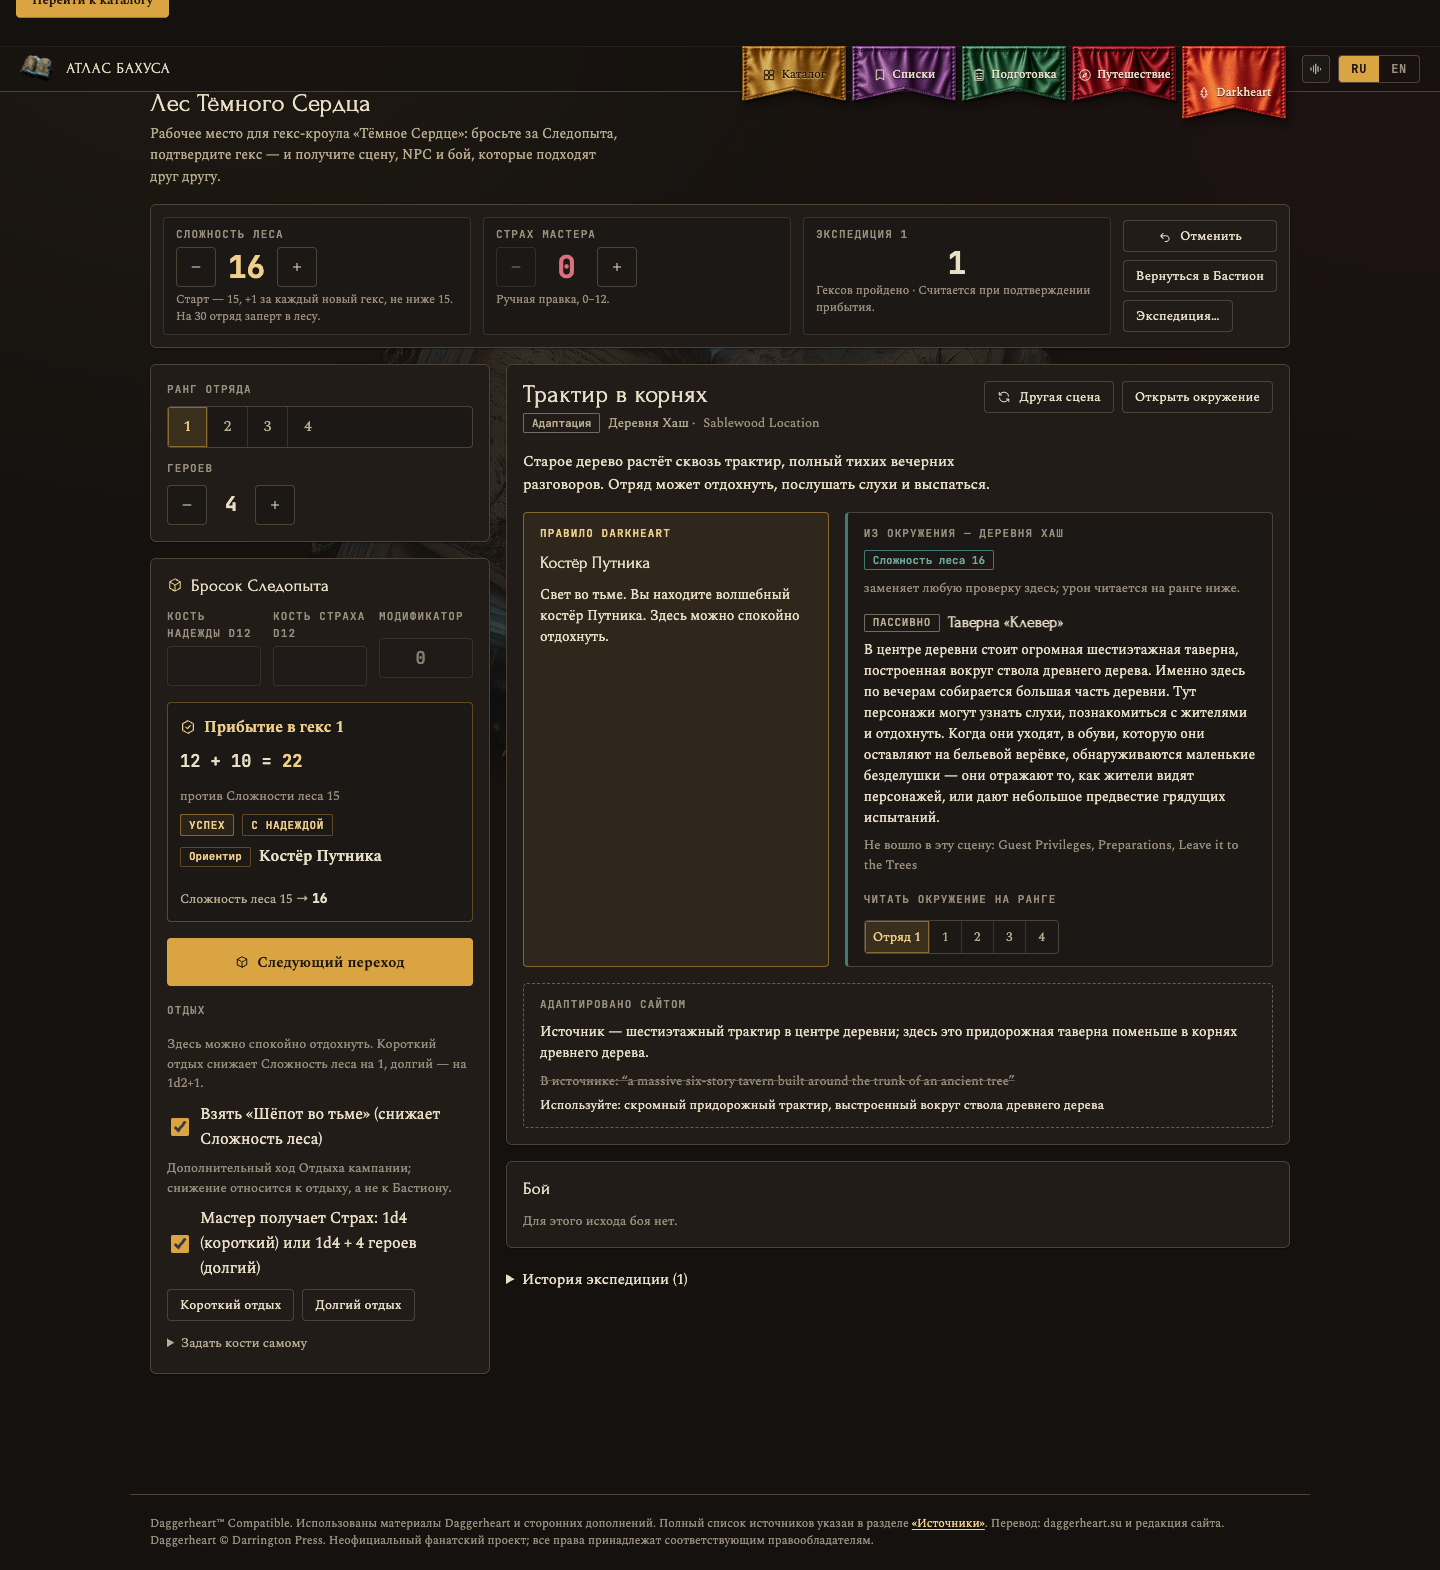 Перейти к каталогу
АТЛАС БАХУСА
Каталог
Списки
Подготовка
Путешествие
Darkheart
RU
EN
Лес Тёмного Сердца
Рабочее место для гекс-кроула «Тёмное Сердце»: бросьте за Следопыта,
подтвердите гекс — и получите сцену, NPC и бой, которые подходят
друг другу.
СЛОЖНОСТЬ ЛЕСА
− 16 +
Старт — 15, +1 за каждый новый гекс, не ниже 15.
На 30 отряд заперт в лесу.
СТРАХ МАСТЕРА
− 0 +
Ручная правка, 0–12.
ЭКСПЕДИЦИЯ 1
1
Гексов пройдено · Считается при подтверждении
прибытия.
Отменить
Вернуться в Бастион
Экспедиция…
РАНГ ОТРЯДА
1 2 3 4
ГЕРОЕВ
− 4 +
Бросок Следопыта
КОСТЬ
НАДЕЖДЫ D12
КОСТЬ СТРАХА
D12
МОДИФИКАТОР
0
Прибытие в гекс 1
12 + 10 = 22
против Сложности леса 15
УСПЕХ
С НАДЕЖДОЙ
Ориентир Костёр Путника
Сложность леса 15 → 16
Следующий переход
ОТДЫХ
Здесь можно спокойно отдохнуть. Короткий
отдых снижает Сложность леса на 1, долгий — на
1d2+1.
Взять «Шёпот во тьме» (снижает
Сложность леса)
Дополнительный ход Отдыха кампании;
снижение относится к отдыху, а не к Бастиону.
Мастер получает Страх: 1d4
(короткий) или 1d4 + 4 героев
(долгий)
Короткий отдых
Долгий отдых
Задать кости самому
Трактир в корнях
Адаптация Деревня Хаш · Sablewood Location
Другая сцена
Открыть окружение
Старое дерево растёт сквозь трактир, полный тихих вечерних
разговоров. Отряд может отдохнуть, послушать слухи и выспаться.
ПРАВИЛО DARKHEART
Костёр Путника
Свет во тьме. Вы находите волшебный
костёр Путника. Здесь можно спокойно
отдохнуть.
ИЗ ОКРУЖЕНИЯ — ДЕРЕВНЯ ХАШ
Сложность леса 16
заменяет любую проверку здесь; урон читается на ранге ниже.
ПАССИВНО Таверна «Клевер»
В центре деревни стоит огромная шестиэтажная таверна,
построенная вокруг ствола древнего дерева. Именно здесь
по вечерам собирается большая часть деревни. Тут
персонажи могут узнать слухи, познакомиться с жителями
и отдохнуть. Когда они уходят, в обуви, которую они
оставляют на бельевой верёвке, обнаруживаются маленькие
безделушки — они отражают то, как жители видят
персонажей, или дают небольшое предвестие грядущих
испытаний.
Не вошло в эту сцену: Guest Privileges, Preparations, Leave it to
the Trees
ЧИТАТЬ ОКРУЖЕНИЕ НА РАНГЕ
Отряд 1 1 2 3 4
АДАПТИРОВАНО САЙТОМ
Источник — шестиэтажный трактир в центре деревни; здесь это придорожная таверна поменьше в корнях
древнего дерева.
В источнике: “a massive six-story tavern built around the trunk of an ancient tree”
Используйте: скромный придорожный трактир, выстроенный вокруг ствола древнего дерева
Бой
Для этого исхода боя нет.
История экспедиции (1)
Daggerheart™ Compatible. Использованы материалы Daggerheart и сторонних дополнений. Полный список источников указан в разделе «Источники». Перевод: daggerheart.su и редакция сайта.
Daggerheart © Darrington Press. Неофициальный фанатский проект; все права принадлежат соответствующим правообладателям.